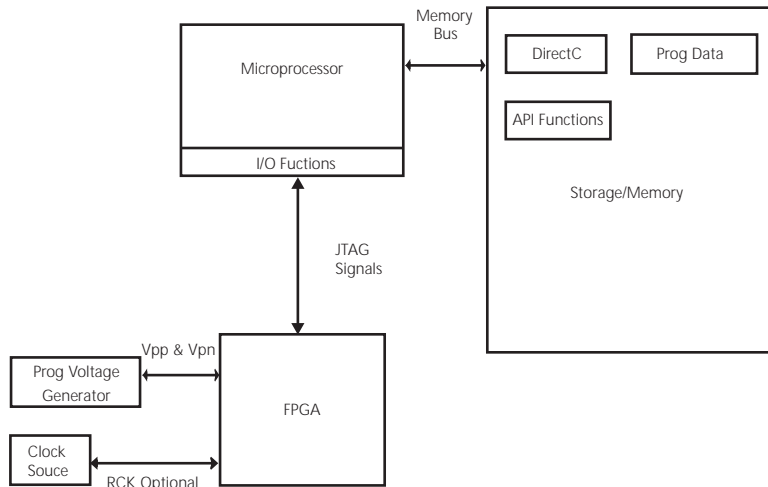 Memory
Bus
Microprocessor
DirectC
Prog Data
API Functions
I/O Fuctions
Storage/Memory
JTAG
Signals
Vpp & Vpn
Prog Voltage
Generator
FPGA
Clock
Souce
RCK Optional